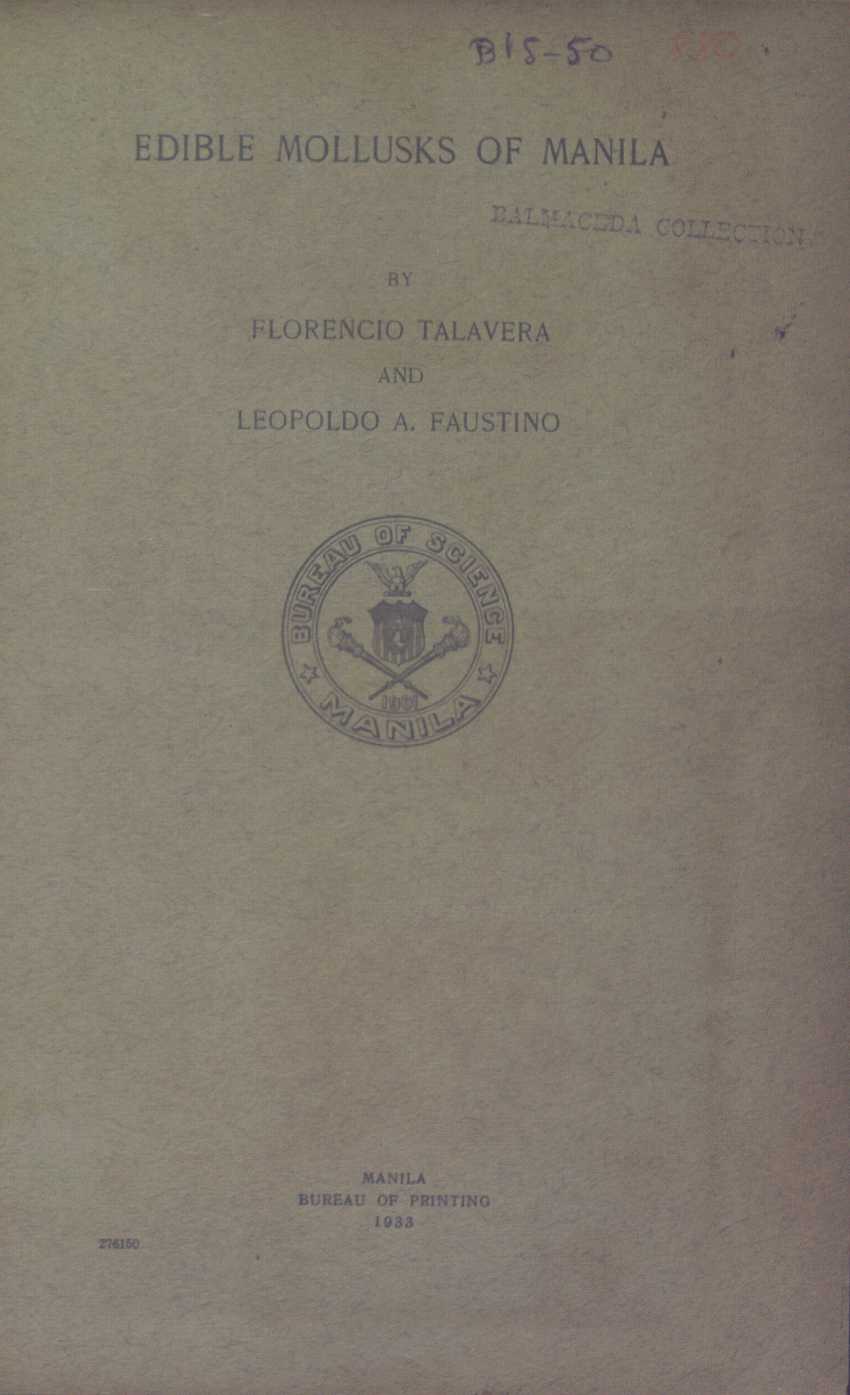 B15-50
EDIBLE MOLLUSKS OF MANILA
BALMACEDA COLLECTION
BY
FLORENCIO TALAVERA
AND
LEOPOLDO A. FAUSTINO
BUREAU OF SCIENCE
1901
MANILA
MANILA
BUREAU OF PRINTING
1933
276150